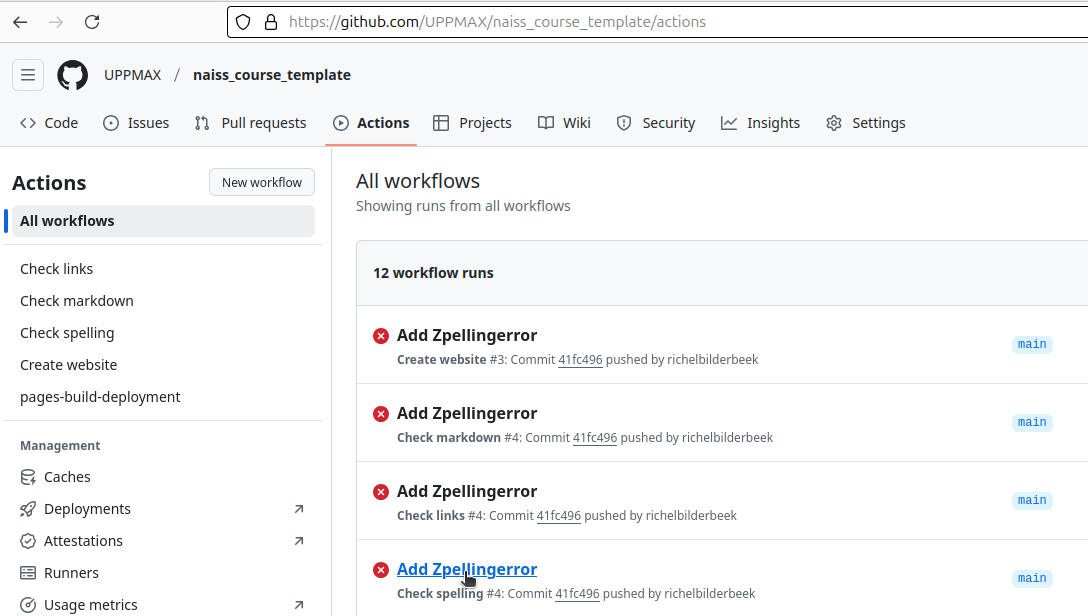 https://github.com/UPPMAX/naiss_course_template/actions
UPPMAX / naiss_course_template
Code Issues Pull requests Actions Projects Wiki Security Insights Settings
Actions
New workflow
All workflows
Check links
Check markdown
Check spelling
Create website
pages-build-deployment
Management
Caches
Deployments
Attestations
Runners
Usage metrics
All workflows
Showing runs from all workflows
12 workflow runs
Add Zpellingerror
Create website #3: Commit 41fc496 pushed by richelbilderbeek
main
Add Zpellingerror
Check markdown #4: Commit 41fc496 pushed by richelbilderbeek
main
Add Zpellingerror
Check links #4: Commit 41fc496 pushed by richelbilderbeek
main
Add Zpellingerror
Check spelling #4: Commit 41fc496 pushed by richelbilderbeek
main